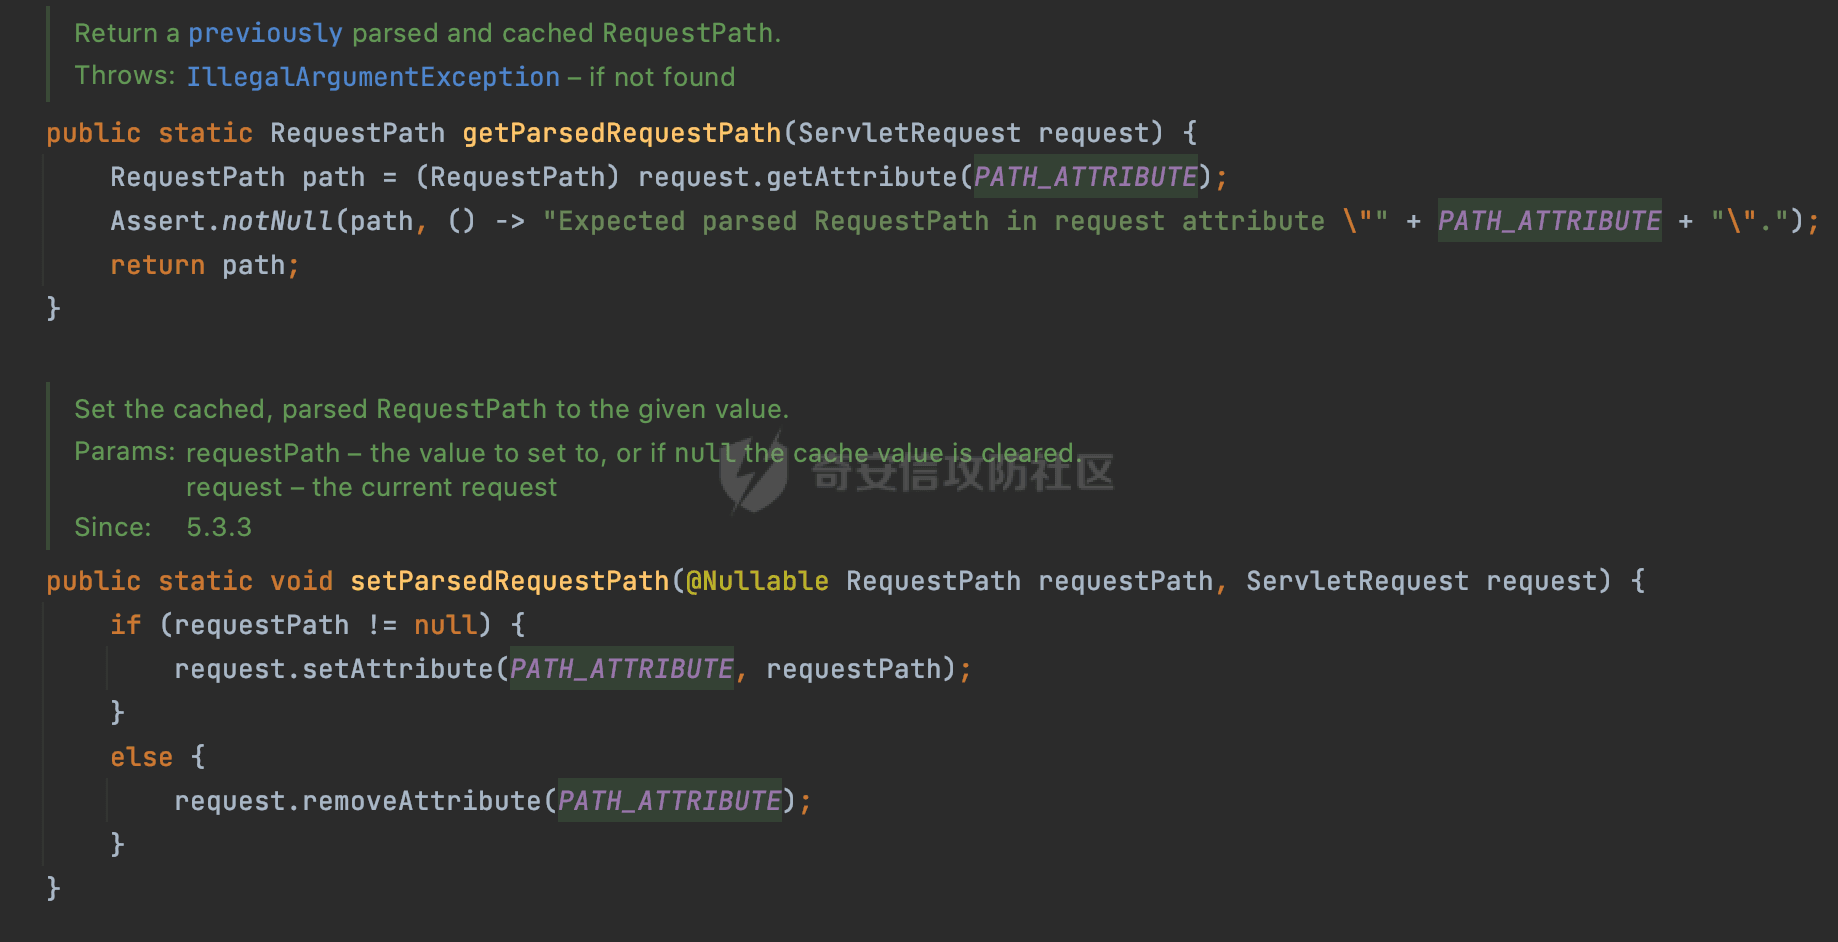 Return a previously parsed and cached RequestPath.
Throws: IllegalArgumentException – if not found
public static RequestPath getParsedRequestPath(ServletRequest request) {
    RequestPath path = (RequestPath) request.getAttribute(PATH_ATTRIBUTE);
    Assert.notNull(path, () -> "Expected parsed RequestPath in request attribute \"" + PATH_ATTRIBUTE + "\".");
    return path;
}
Set the cached, parsed RequestPath to the given value.
Params: requestPath – the value to set to, or if null the cache value is cleared.
request – the current request
奇安信攻防社区
Since: 5.3.3
public static void setParsedRequestPath(@Nullable RequestPath requestPath, ServletRequest request) {
    if (requestPath != null) {
        request.setAttribute(PATH_ATTRIBUTE, requestPath);
    }
    else {
        request.removeAttribute(PATH_ATTRIBUTE);
    }
}